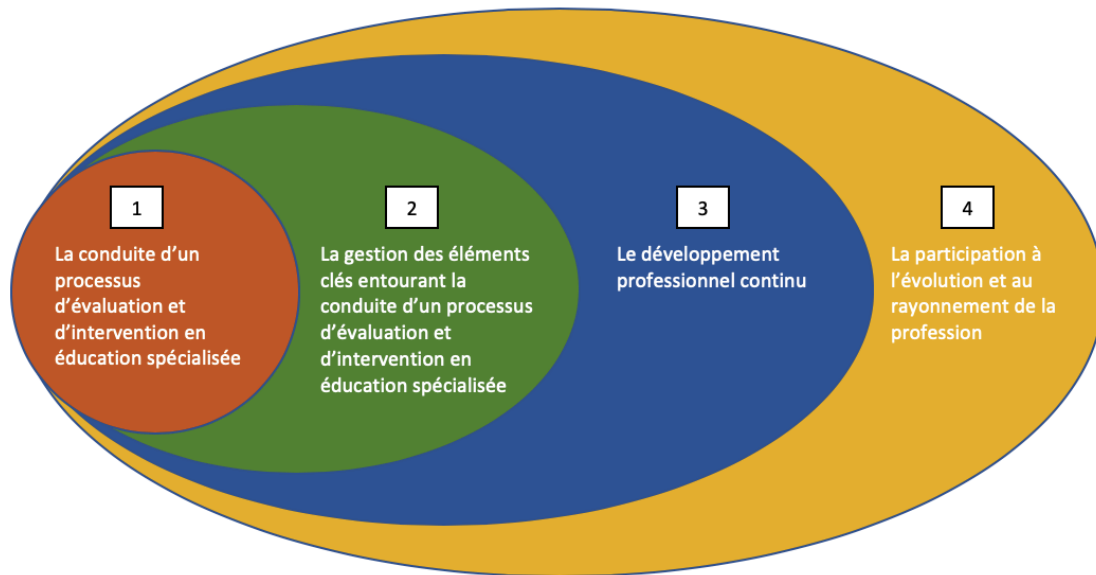 1
La conduite d’un
processus
d’évaluation et
d’intervention en
éducation spécialisée
2
La gestion des éléments
clés entourant la
conduite d’un processus
d’évaluation et
d’intervention en
éducation spécialisée
3
Le développement
professionnel continu
4
La participation à
l’évolution et au
rayonnement de la
profession